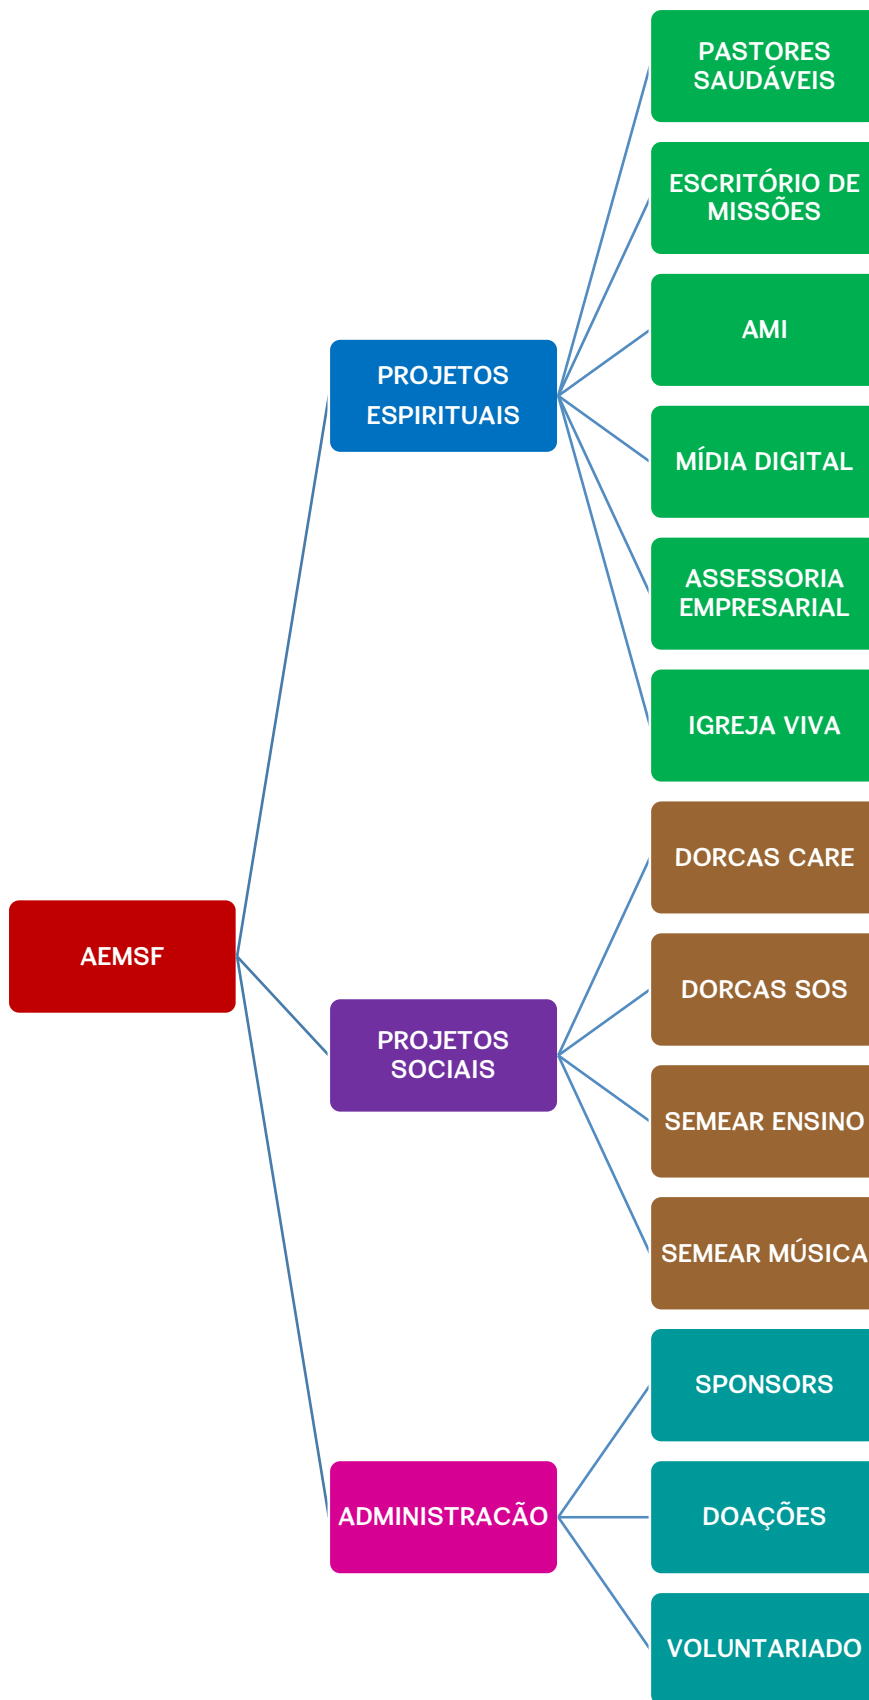 PASTORES
SAUDÁVEIS
ESCRITÓRIO DE
MISSÕES
AMI
PROJETOS
ESPIRITUAIS
MÍDIA DIGITAL
ASSESSORIA
EMPRESARIAL
IGREJA VIVA
DORCAS CARE
AEMSF
DORCAS SOS
PROJETOS
SOCIAIS
SEMEAR ENSINO
SEMEAR MÚSICA
SPONSORS
ADMINISTRACÃO
DOAÇÕES
VOLUNTARIADO